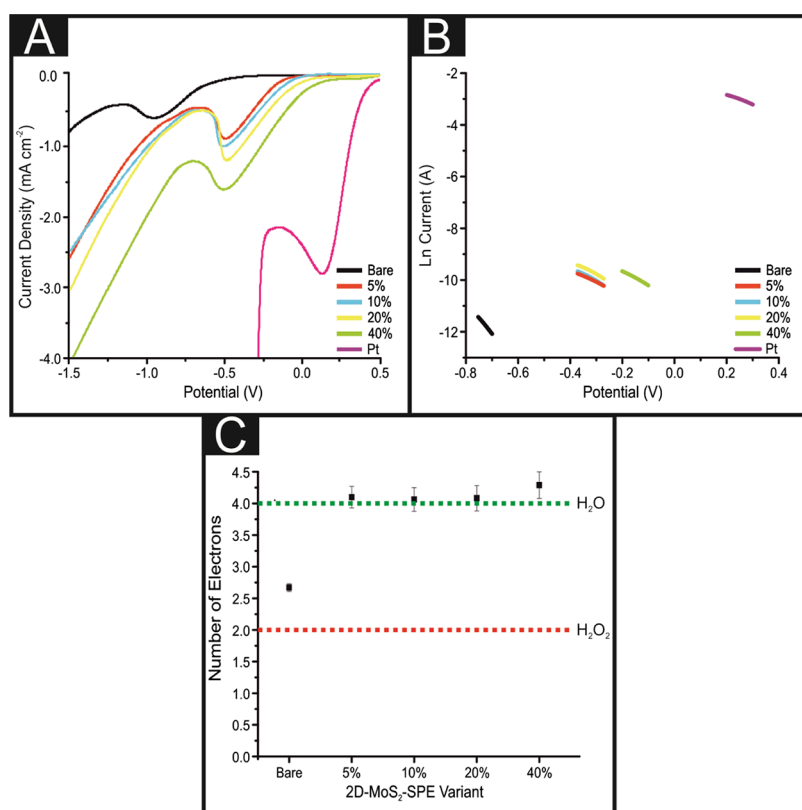 A
0.0
-1.0
-2.0
-3.0
-4.0
Current Density (mA cm⁻²)
-1.5
-1.0
-0.5
0.0
0.5
Potential (V)
Bare
5%
10%
20%
40%
Pt
B
-2
-4
-6
-8
-10
-12
Ln Current (A)
-0.8
-0.6
-0.4
-0.2
0.0
0.2
0.4
Potential (V)
Bare
5%
10%
20%
40%
Pt
C
4.5
4.0
3.5
3.0
2.5
2.0
1.5
1.0
0.5
0.0
Number of Electrons
H₂O
H₂O₂
Bare
5%
10%
20%
40%
2D-MoS₂-SPE Variant